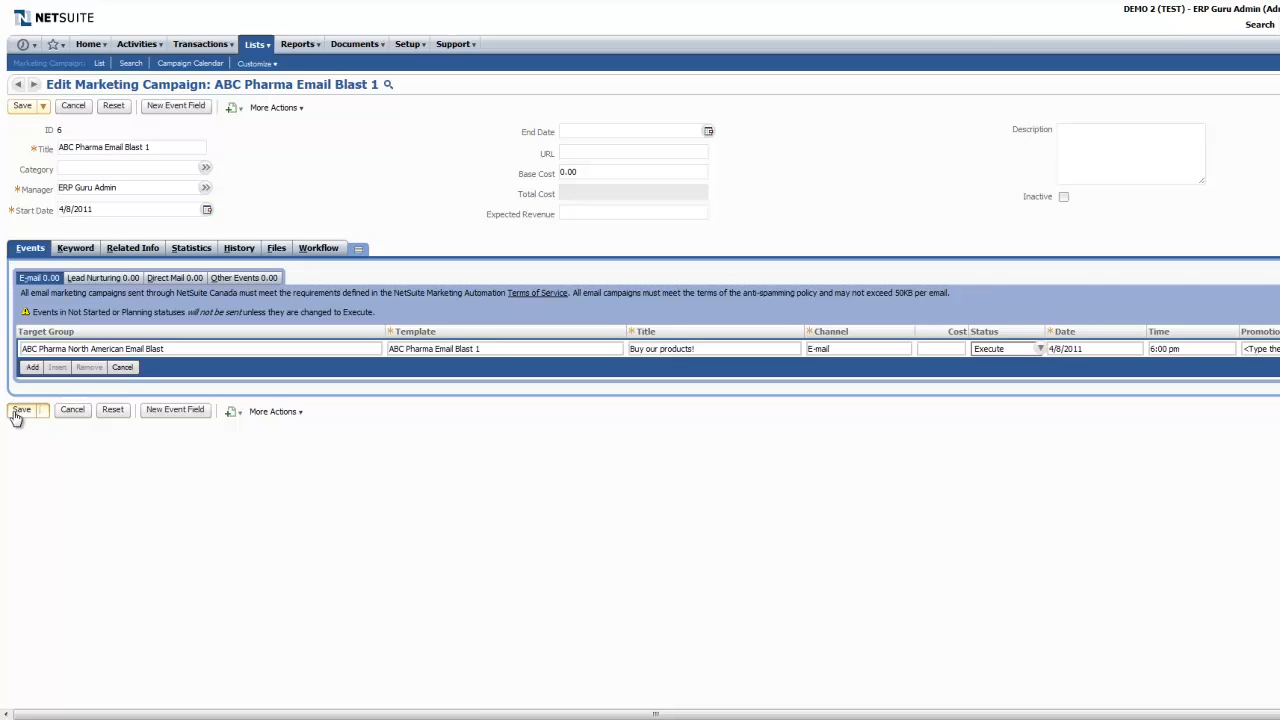 NETSUITE
DEMO 2 (TEST) - ERP Guru Admin (Ad
Search
Home Activities Transactions Lists Reports Documents Setup Support
Marketing Campaign: List Search Campaign Calendar Customize
Edit Marketing Campaign: ABC Pharma Email Blast 1
Save Cancel Reset New Event Field More Actions
ID 6
Title ABC Pharma Email Blast 1
Category
Manager ERP Guru Admin
Start Date 4/8/2011
End Date
URL
Base Cost 0.00
Total Cost
Expected Revenue
Description
Inactive
Events Keyword Related Info Statistics History Files Workflow
E-mail 0.00 Lead Nurturing 0.00 Direct Mail 0.00 Other Events 0.00
All email marketing campaigns sent through NetSuite Canada must meet the requirements defined in the NetSuite Marketing Automation Terms of Service. All email campaigns must meet the terms of the anti-spamming policy and may not exceed 50KB per email.
Events in Not Started or Planning statuses will not be sent unless they are changed to Execute.
Target Group *Template *Title *Channel Cost Status *Date Time Promotio
ABC Pharma North American Email Blast ABC Pharma Email Blast 1 Buy our products! E-mail Execute 4/8/2011 6:00 pm <Type the
Add Insert Remove Cancel
Save Cancel Reset New Event Field More Actions